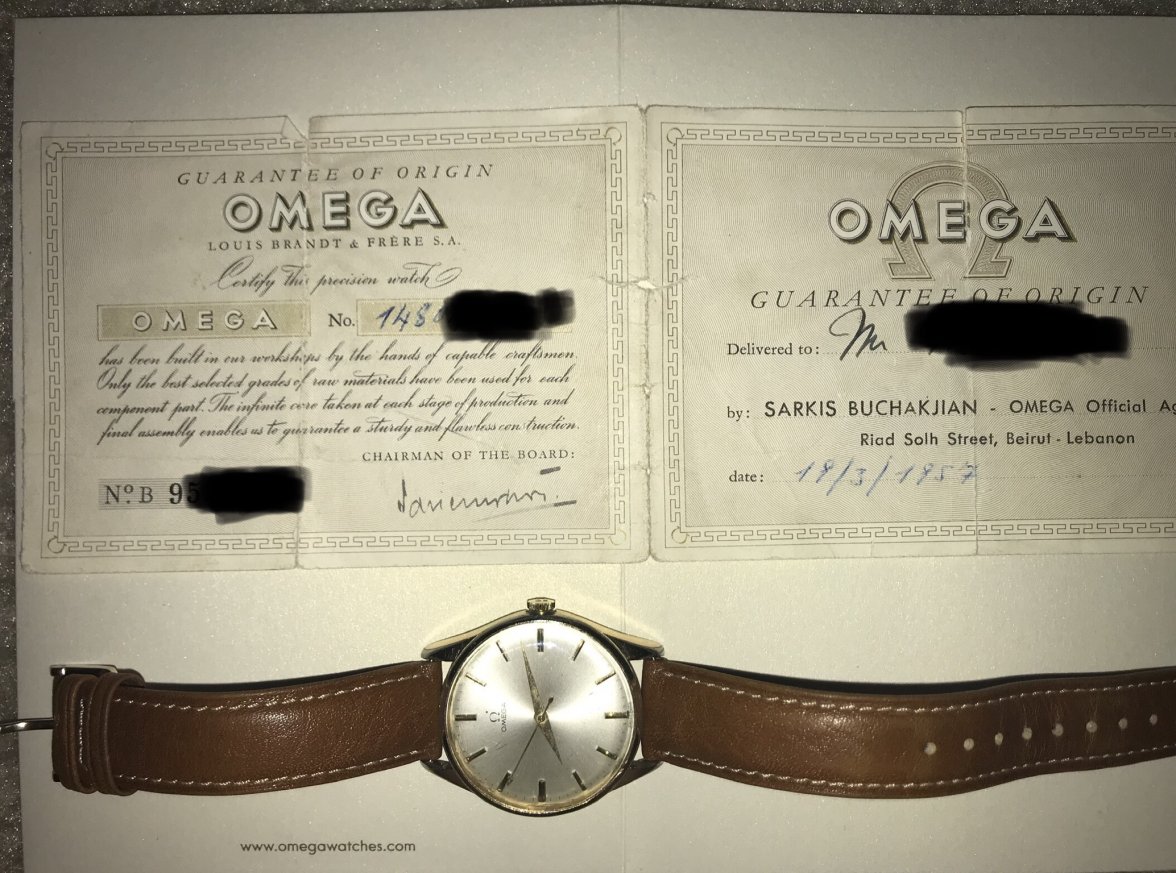 GUARANTEE OF ORIGIN
OMEGA
LOUIS BRANDT & FRÈRE S.A.
Certify this precision watch
OMEGA No. 148
has been built in our workshops by the hands of capable craftsmen.
Only the best selected grades of raw materials have been used for each
component part. The infinite care taken at each stage of production and
final assembly enables us to guarantee a sturdy and flawless construction.
CHAIRMAN OF THE BOARD:
No. B 95
OMEGA
GUARANTEE OF ORIGIN
Delivered to: Mr
by: SARKIS BUCHAKJIAN - OMEGA Official
Riad Solh Street, Beirut - Lebanon
date: 19/3/1957
OMEGA
www.omegawatches.com